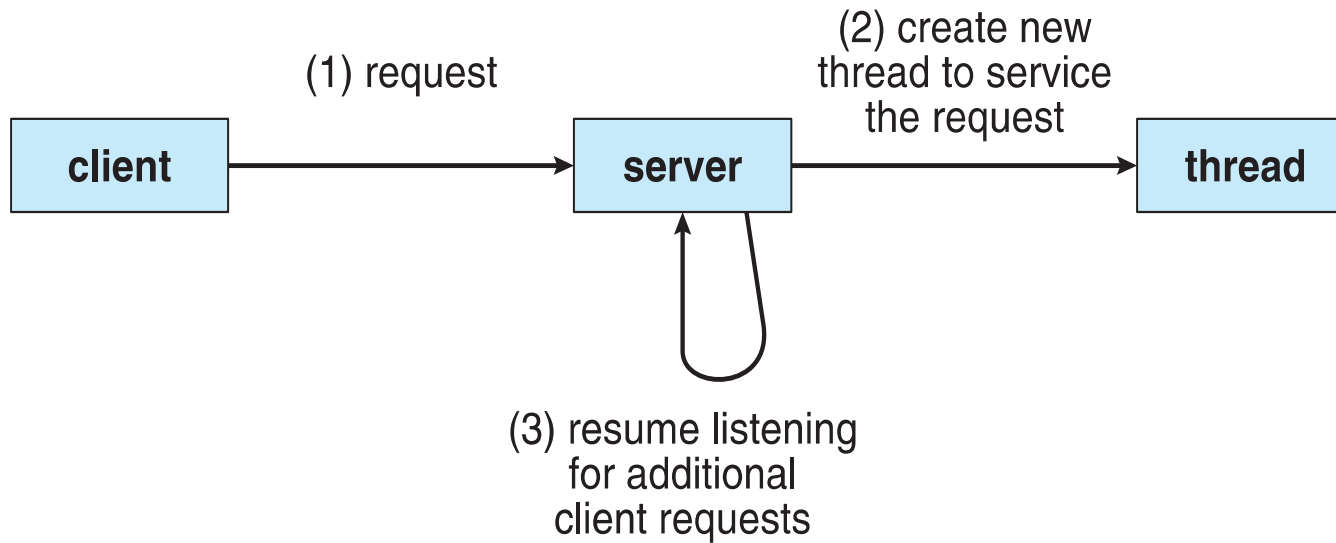 (1) request
(2) create new
thread to service
the request
client
server
thread
(3) resume listening
for additional
client requests